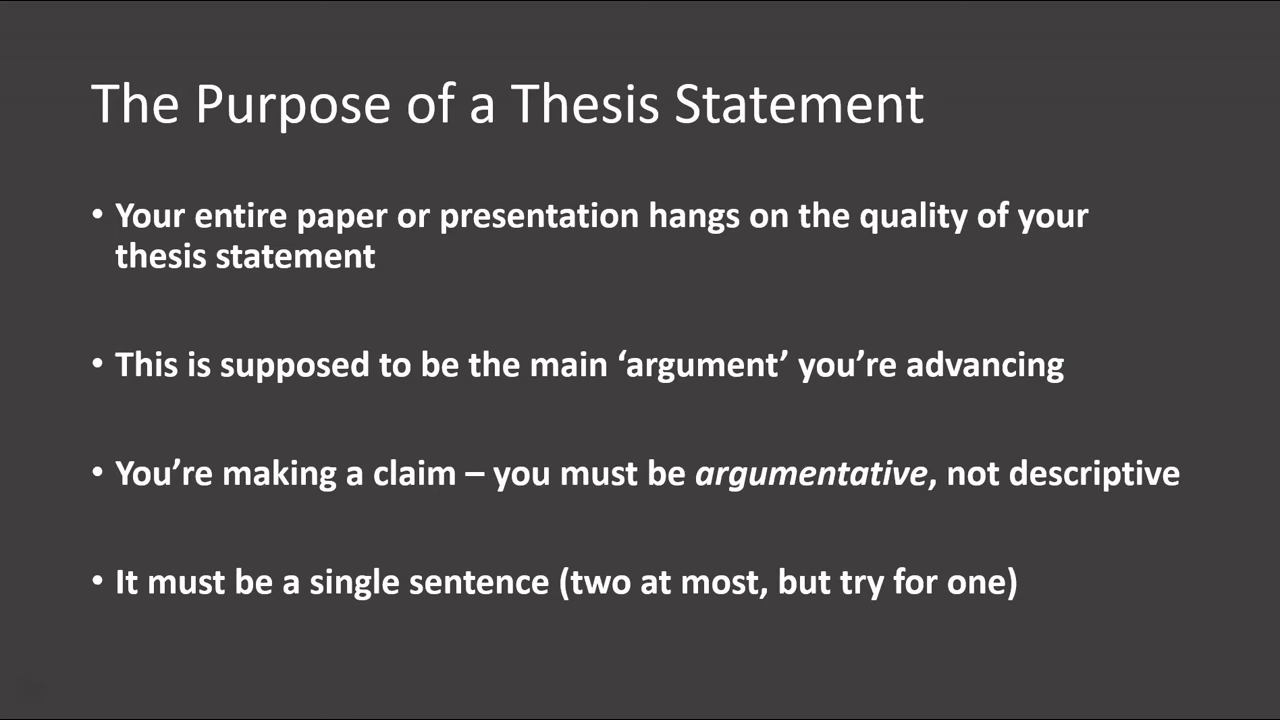 The Purpose of a Thesis Statement
• Your entire paper or presentation hangs on the quality of your
thesis statement
• This is supposed to be the main ‘argument’ you’re advancing
• You’re making a claim – you must be argumentative, not descriptive
• It must be a single sentence (two at most, but try for one)